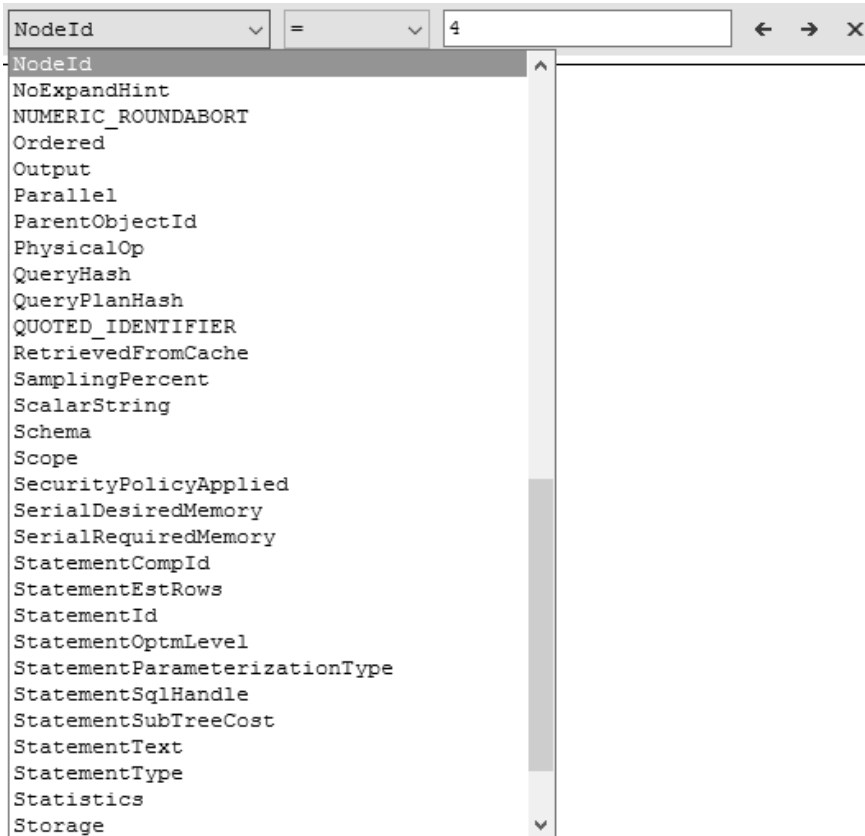 NodeId = 4
NodeId
NoExpandHint
NUMERIC_ROUNDABORT
Ordered
Output
Parallel
ParentObjectId
PhysicalOp
QueryHash
QueryPlanHash
QUOTED_IDENTIFIER
RetrievedFromCache
SamplingPercent
ScalarString
Schema
Scope
SecurityPolicyApplied
SerialDesiredMemory
SerialRequiredMemory
StatementCompId
StatementEstRows
StatementId
StatementOptmLevel
StatementParameterizationType
StatementSqlHandle
StatementSubTreeCost
StatementText
StatementType
Statistics
Storage